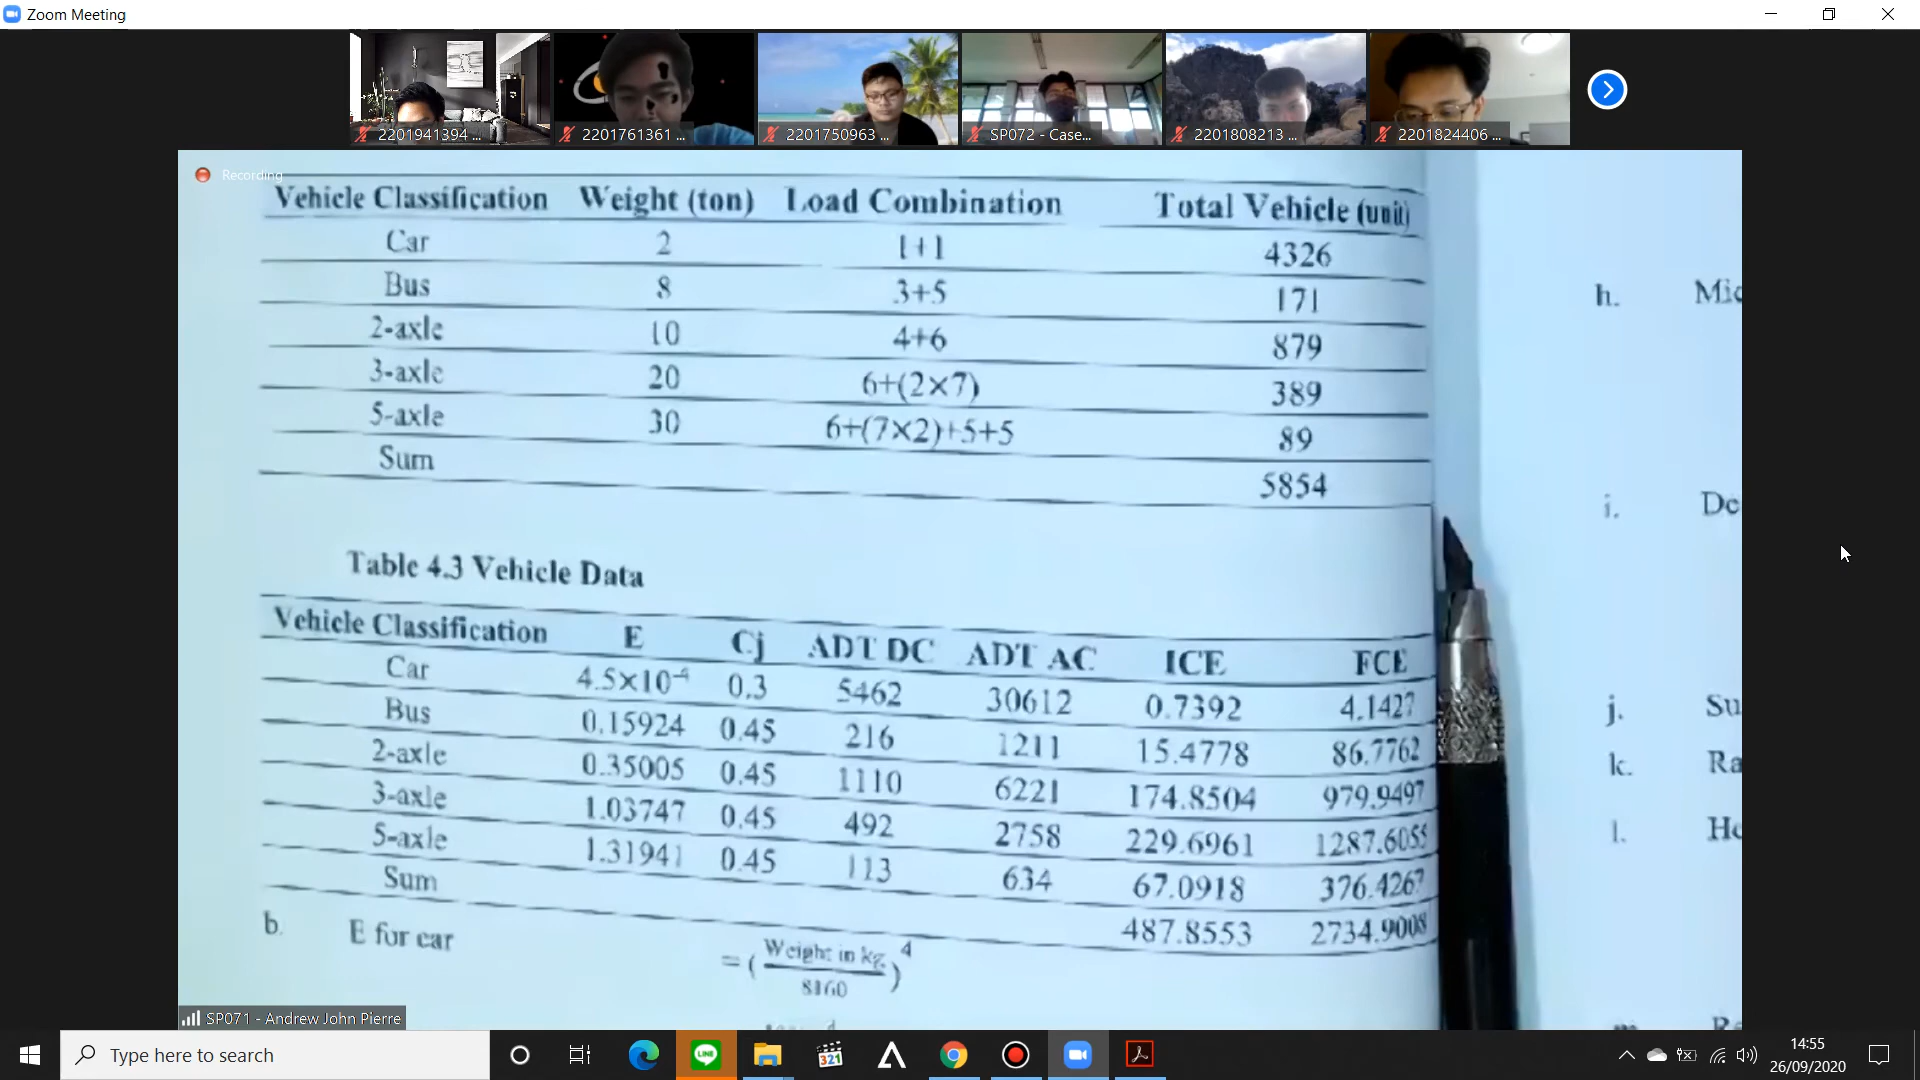 Zoom Meeting
2201941394 ...
2201761361 ...
2201750963 ...
SP072 - Case...
2201808213 ...
2201824406 ...
Recording
Vehicle Classification Weight (ton) Load Combination Total Vehicle (unit)
Car 2 1+1 4326
Bus 8 3+5 171
2-axle 10 4+6 879
3-axle 20 6+(2×7) 389
5-axle 30 6+(7×2)+5+5 89
Sum 5854
Table 4.3 Vehicle Data
Vehicle Classification E Cj ADT DC ADT AC ICE FCE
Car 4.5×10⁻⁴ 0.3 5462 30612 0.7392 4.1427
Bus 0.15924 0.45 216 1211 15.4778 86.7762
2-axle 0.35005 0.45 1110 6221 174.8504 979.9497
3-axle 1.03747 0.45 492 2758 229.6961 1287.6055
5-axle 1.31941 0.45 113 634 67.0918 376.4267
Sum 487.8553 2734.9008
b. E for car = (Weight in kg / 8160)⁴
h. Mic
i. De
j. Su
k. Ra
l. He
SP071 - Andrew John Pierre
Type here to search
321
14:55
26/09/2020